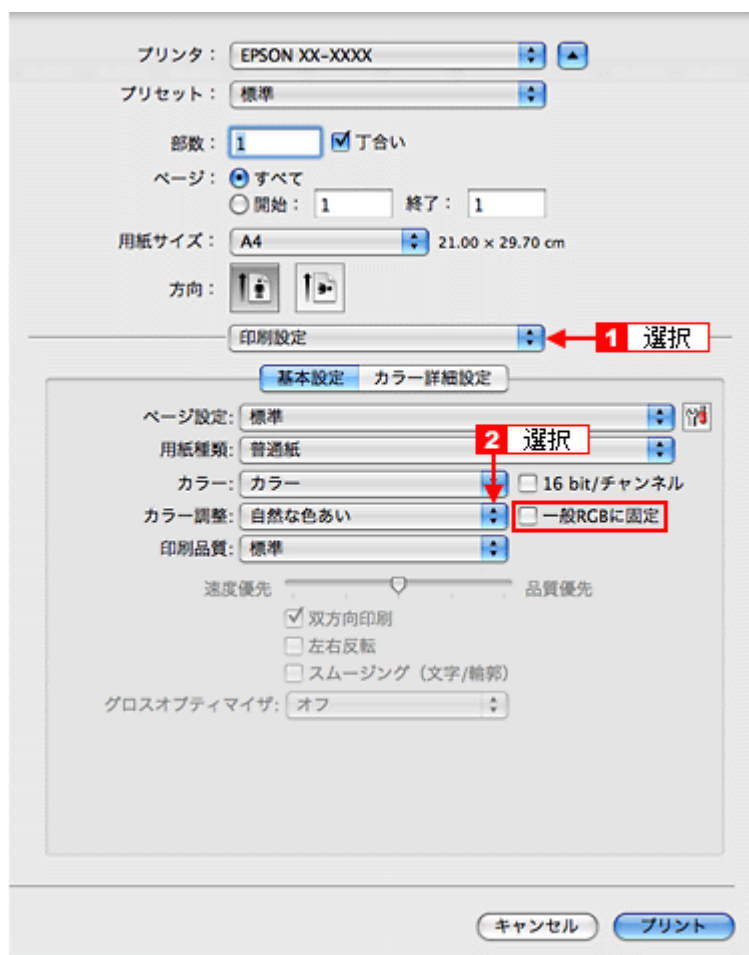 プリンタ： EPSON XX-XXXX
プリセット： 標準
部数： 1 丁合い
ページ： すべて
開始： 1 終了： 1
用紙サイズ： A4 21.00 × 29.70 cm
方向：
印刷設定 1 選択
基本設定 カラー詳細設定
ページ設定: 標準
用紙種類: 普通紙 2 選択
カラー: カラー 16 bit/チャンネル
カラー調整: 自然な色あい 一般RGBに固定
印刷品質: 標準
速度優先 品質優先
双方向印刷
左右反転
スムージング（文字/輪郭）
グロスオプティマイザ: オフ
キャンセル プリント